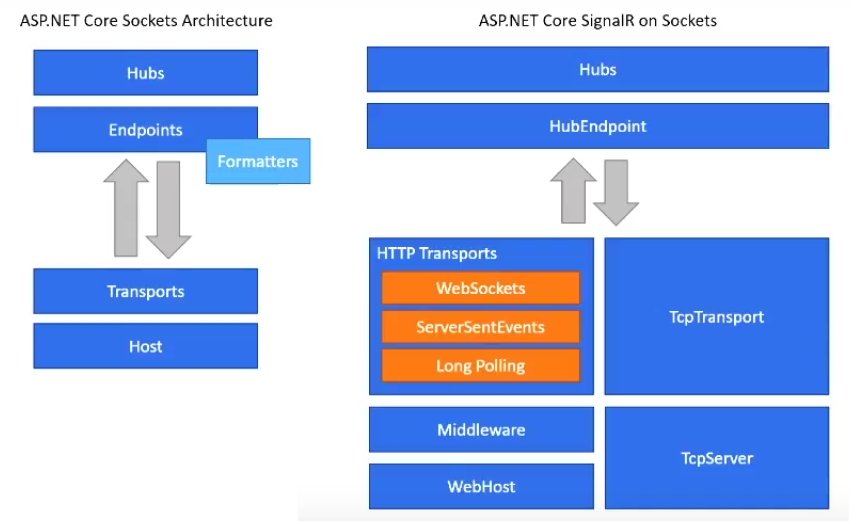 ASP.NET Core Sockets Architecture
Hubs
Endpoints
Formatters
Transports
Host
ASP.NET Core SignalR on Sockets
Hubs
HubEndpoint
HTTP Transports
WebSockets
ServerSentEvents
Long Polling
TcpTransport
Middleware
WebHost
TcpServer